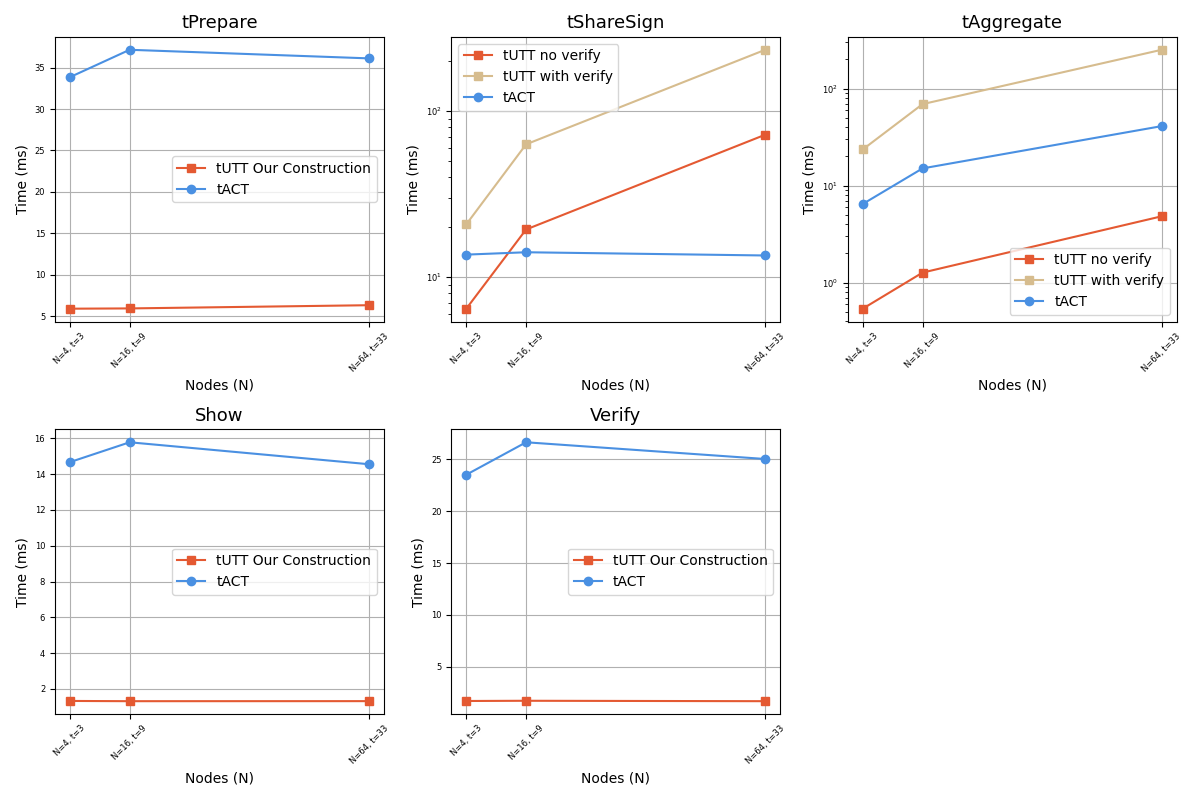 tPrepare
35
30
25
20
15
10
5
Time (ms)
tUTT Our Construction
tACT
N=4, t=3
N=16, t=9
N=64, t=33
Nodes (N)
tShareSign
10²
10¹
Time (ms)
tUTT no verify
tUTT with verify
tACT
N=4, t=3
N=16, t=9
N=64, t=33
Nodes (N)
tAggregate
10²
10¹
10⁰
Time (ms)
tUTT no verify
tUTT with verify
tACT
N=4, t=3
N=16, t=9
N=64, t=33
Nodes (N)
Show
16
14
12
10
8
6
4
2
Time (ms)
tUTT Our Construction
tACT
N=4, t=3
N=16, t=9
N=64, t=33
Nodes (N)
Verify
25
20
15
10
5
Time (ms)
tUTT Our Construction
tACT
N=4, t=3
N=16, t=9
N=64, t=33
Nodes (N)